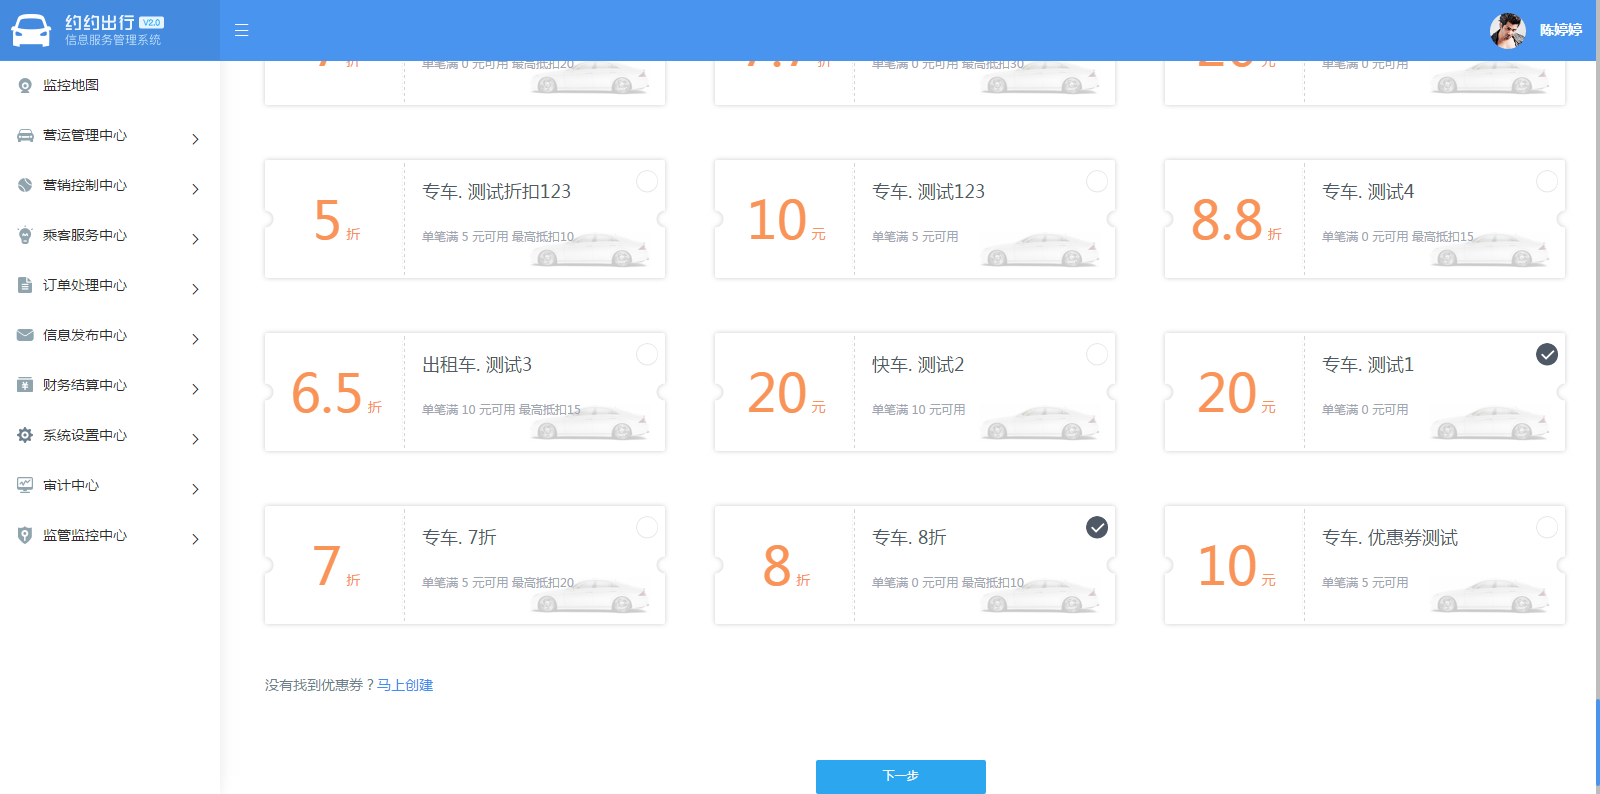 约约出行 V2.0
信息服务管理系统
陈婷婷
监控地图
营运管理中心
营销控制中心
乘客服务中心
订单处理中心
信息发布中心
财务结算中心
系统设置中心
审计中心
监管监控中心
7 折
单笔满 0 元可用 最高抵扣20
7.7 折
单笔满 0 元可用 最高抵扣30
20 元
单笔满 0 元可用
5 折
专车. 测试折扣123
单笔满 5 元可用 最高抵扣10
10 元
专车. 测试123
单笔满 5 元可用
8.8 折
专车. 测试4
单笔满 0 元可用 最高抵扣15
6.5 折
出租车. 测试3
单笔满 10 元可用 最高抵扣15
20 元
快车. 测试2
单笔满 10 元可用
20 元
专车. 测试1
单笔满 0 元可用
7 折
专车. 7折
单笔满 5 元可用 最高抵扣20
8 折
专车. 8折
单笔满 0 元可用 最高抵扣10
10 元
专车. 优惠券测试
单笔满 5 元可用
没有找到优惠券？马上创建
下一步